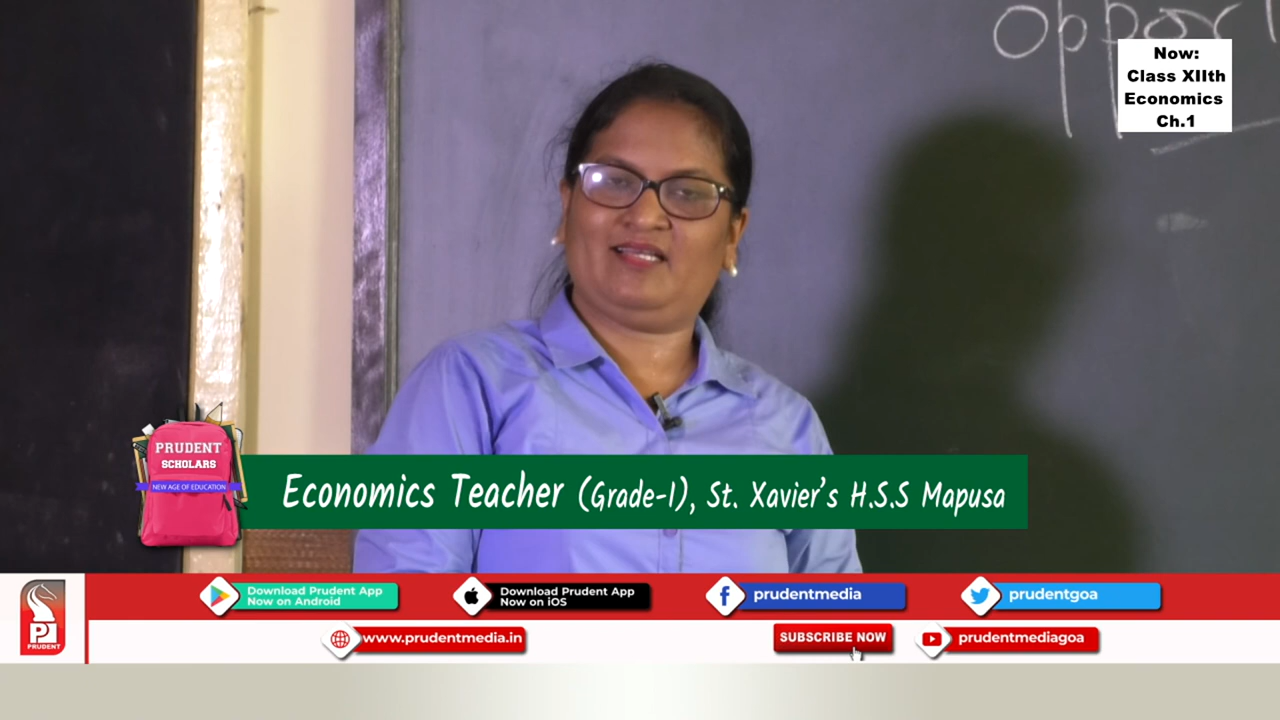 Now:
Class XIIth
Economics
Ch.1
PRUDENT
SCHOLARS
NEW AGE OF EDUCATION
Economics Teacher (Grade-I), St. Xavier's H.S.S Mapusa
Download Prudent App
Now on Android
Download Prudent App
Now on iOS
prudentmedia
prudentgoa
PRUDENT
www.prudentmedia.in
SUBSCRIBE NOW
prudentmediagoa